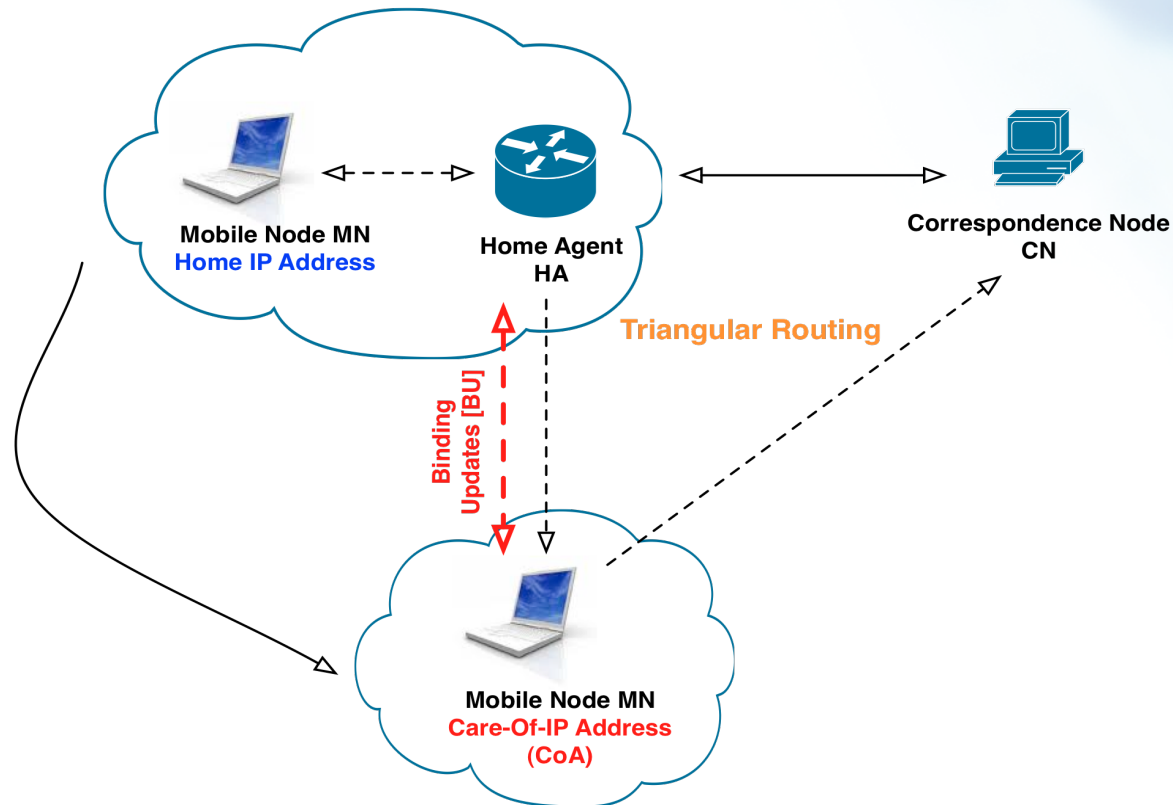 Mobile Node MN
Home IP Address
Home Agent
HA
Correspondence Node
CN
Triangular Routing
Binding
Updates [BU]
Mobile Node MN
Care-Of-IP Address
(CoA)